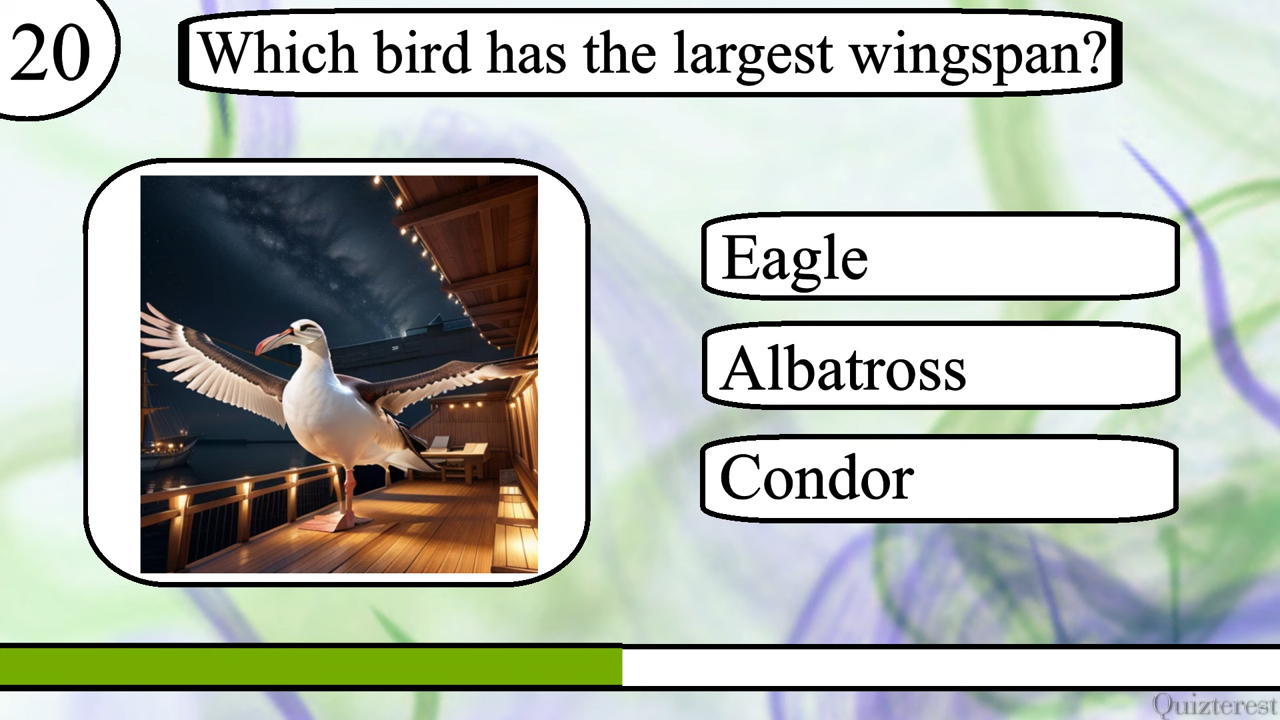 20
Which bird has the largest wingspan?
Eagle
Albatross
Condor
Quizterest